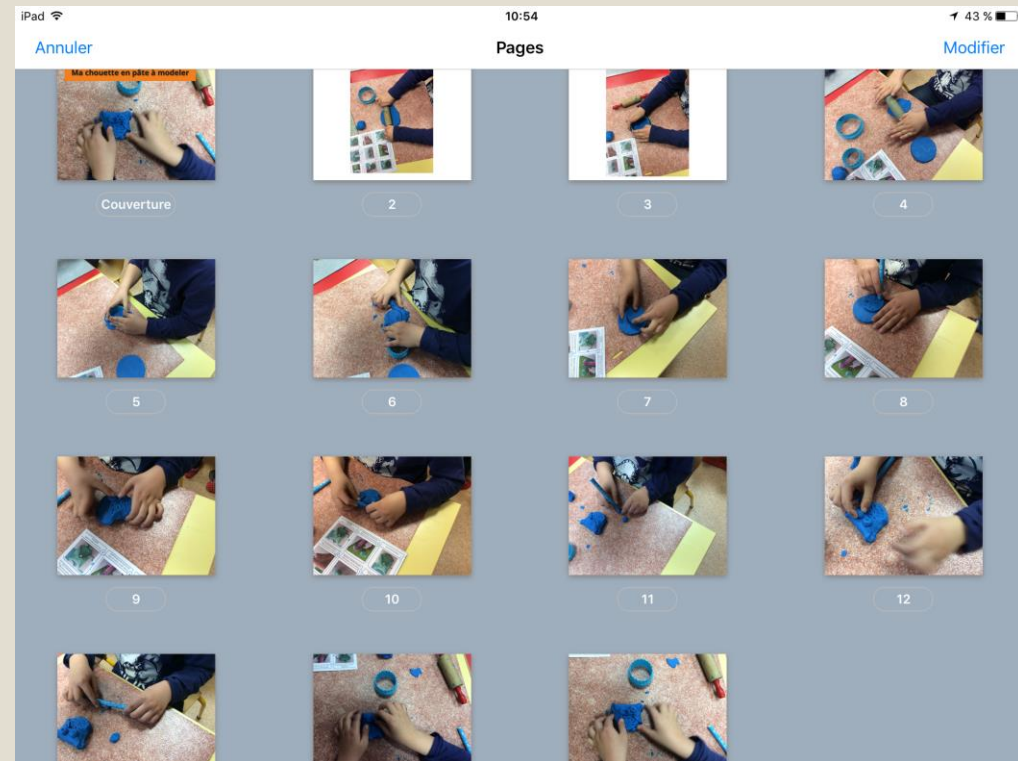 iPad 10:54 43 %
Annuler Pages Modifier
Ma chouette en pâte à modeler
Couverture 2 3 4
5 6 7 8
9 10 11 12